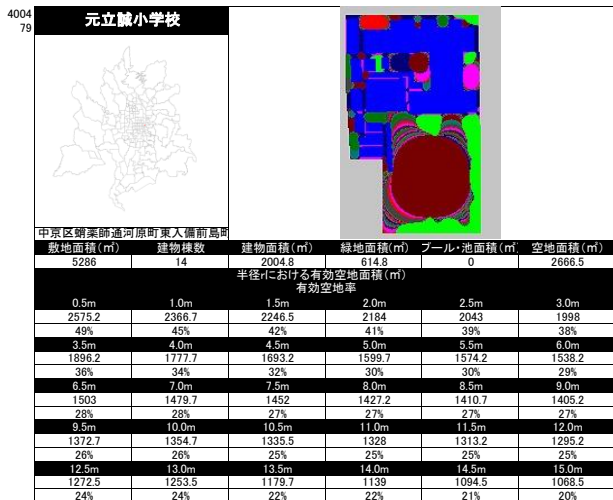 4004
79
元立誠小学校
中京区蛸薬師通河原町東入備前島町
敷地面積(㎡) 建物棟数 建物面積(㎡) 緑地面積(㎡) プール・池面積(㎡) 空地面積(㎡)
5286 14 2004.8 614.8 0 2666.5
半径rにおける有効空地面積(㎡)
有効空地率
0.5m 1.0m 1.5m 2.0m 2.5m 3.0m
2575.2 2366.7 2246.5 2184 2043 1998
49% 45% 42% 41% 39% 38%
3.5m 4.0m 4.5m 5.0m 5.5m 6.0m
1896.2 1777.7 1693.2 1599.7 1574.2 1538.2
36% 34% 32% 30% 30% 29%
6.5m 7.0m 7.5m 8.0m 8.5m 9.0m
1503 1479.7 1452 1427.2 1410.7 1405.2
28% 28% 27% 27% 27% 27%
9.5m 10.0m 10.5m 11.0m 11.5m 12.0m
1372.7 1354.7 1335.5 1328 1313.2 1295.2
26% 26% 25% 25% 25% 25%
12.5m 13.0m 13.5m 14.0m 14.5m 15.0m
1272.5 1253.5 1179.7 1139 1094.5 1068.5
24% 24% 22% 22% 21% 20%